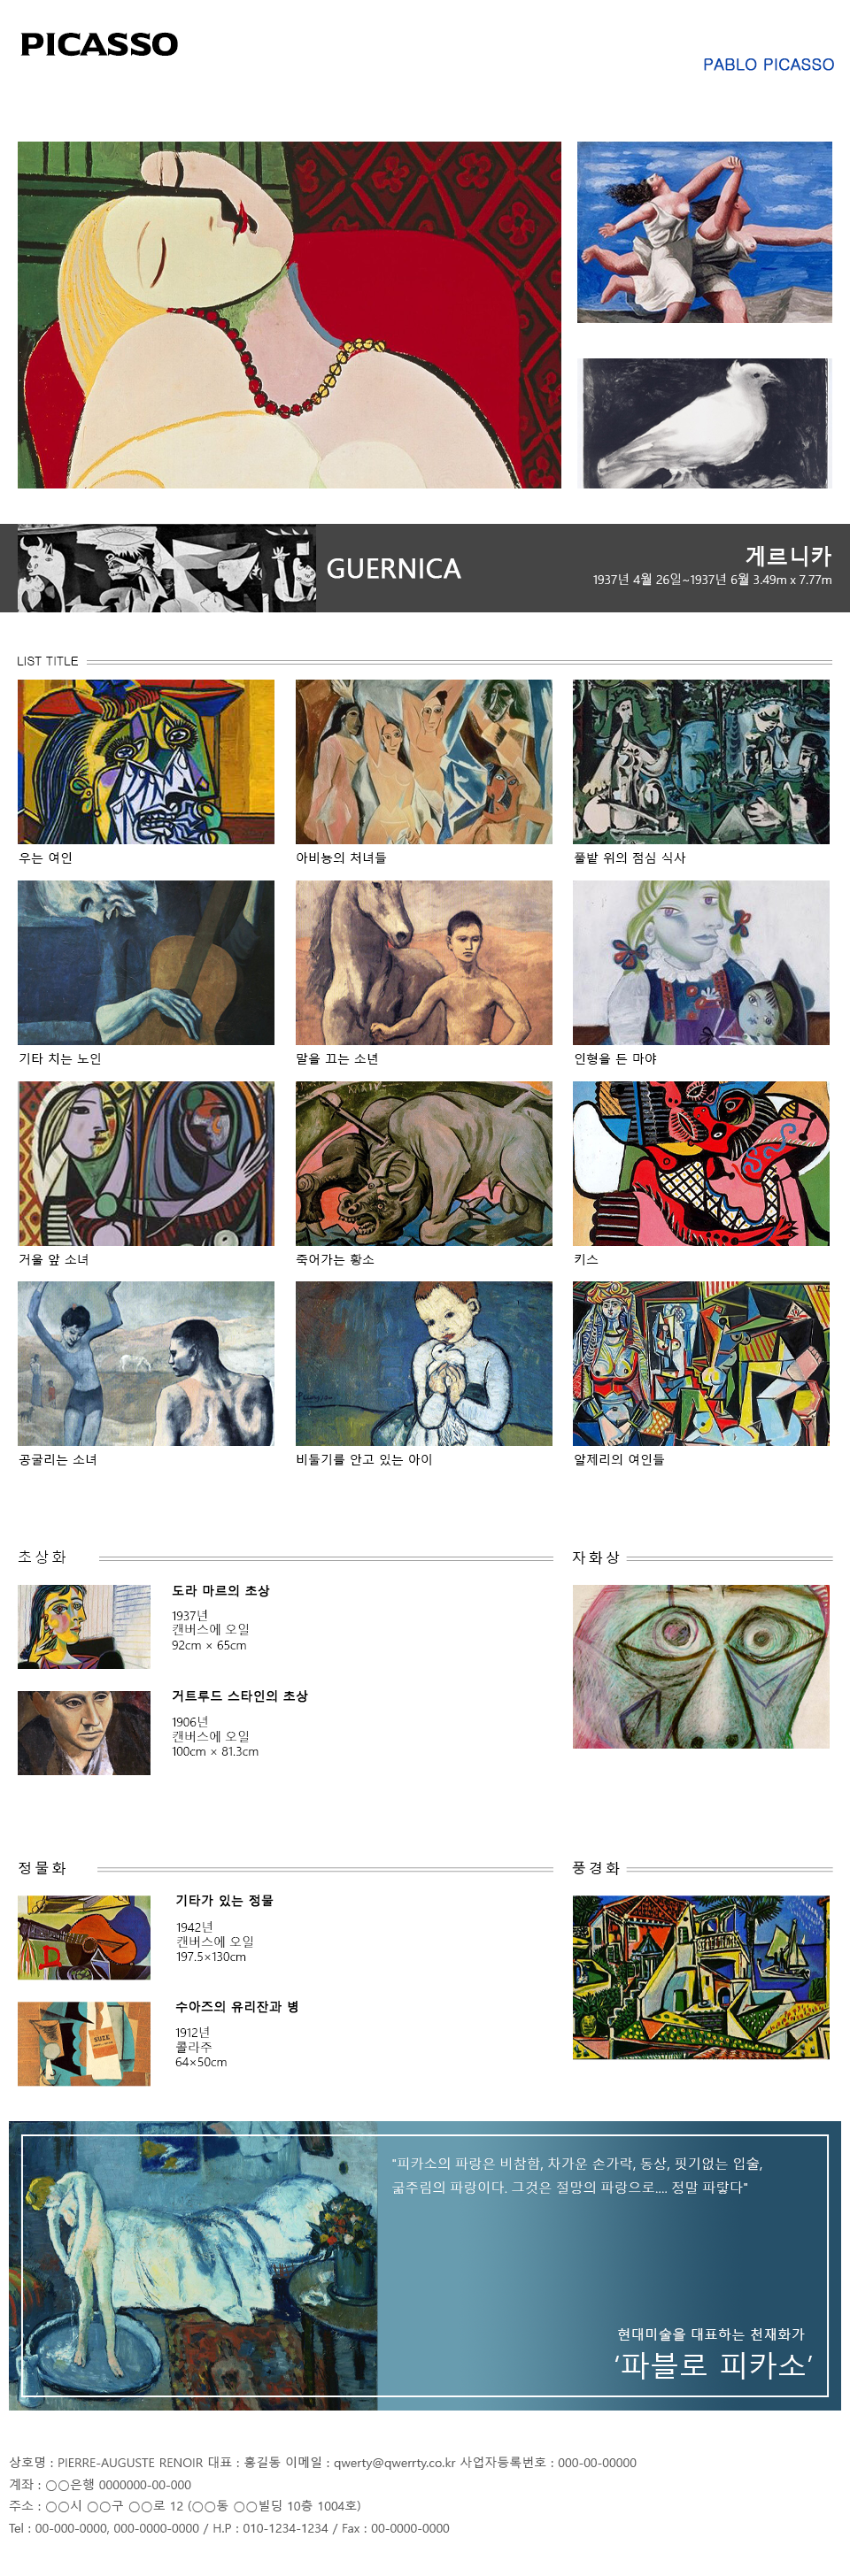 PICASSO
PABLO PICASSO
GUERNICA
게르니카
1937년 4월 26일~1937년 6월 3.49m x 7.77m
LIST TITLE
우는 여인
아비뇽의 처녀들
풀밭 위의 점심 식사
기타 치는 노인
말을 끄는 소년
인형을 든 마야
거울 앞 소녀
죽어가는 황소
키스
공굴리는 소녀
비둘기를 안고 있는 아이
알제리의 여인들
초상화
도라 마르의 초상
1937년
캔버스에 오일
92cm × 65cm
거트루드 스타인의 초상
1906년
캔버스에 오일
100cm × 81.3cm
자화상
정물화
기타가 있는 정물
1942년
캔버스에 오일
197.5×130cm
수아즈의 유리잔과 병
1912년
콜라주
64×50cm
SUZE
풍경화
"피카소의 파랑은 비참함, 차가운 손가락, 동상, 핏기없는 입술,
굶주림의 파랑이다. 그것은 절망의 파랑으로.... 정말 파랗다"
현대미술을 대표하는 천재화가
'파블로 피카소'
상호명 : PIERRE-AUGUSTE RENOIR 대표 : 홍길동 이메일 : qwerty@qwerrty.co.kr 사업자등록번호 : 000-00-00000
계좌 : ○○은행 0000000-00-000
주소 : ○○시 ○○구 ○○로 12 (○○동 ○○빌딩 10층 1004호)
Tel : 00-000-0000, 000-0000-0000 / H.P : 010-1234-1234 / Fax : 00-0000-0000